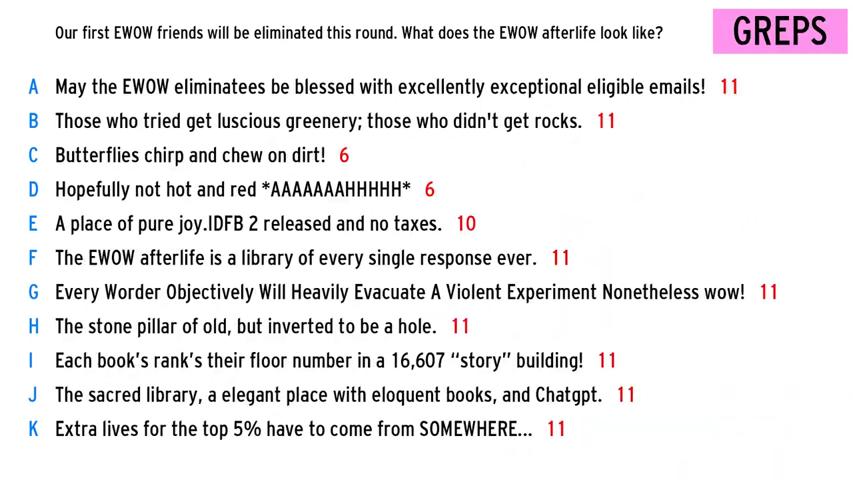 Our first EWOW friends will be eliminated this round. What does the EWOW afterlife look like?
GREPS
A May the EWOW eliminatees be blessed with excellently exceptional eligible emails! 11
B Those who tried get luscious greenery; those who didn't get rocks. 11
C Butterflies chirp and chew on dirt! 6
D Hopefully not hot and red *AAAAAAAHHHHH* 6
E A place of pure joy.IDFB 2 released and no taxes. 10
F The EWOW afterlife is a library of every single response ever. 11
G Every Worder Objectively Will Heavily Evacuate A Violent Experiment Nonetheless wow! 11
H The stone pillar of old, but inverted to be a hole. 11
I Each book’s rank’s their floor number in a 16,607 “story” building! 11
J The sacred library, a elegant place with eloquent books, and Chatgpt. 11
K Extra lives for the top 5% have to come from SOMEWHERE... 11